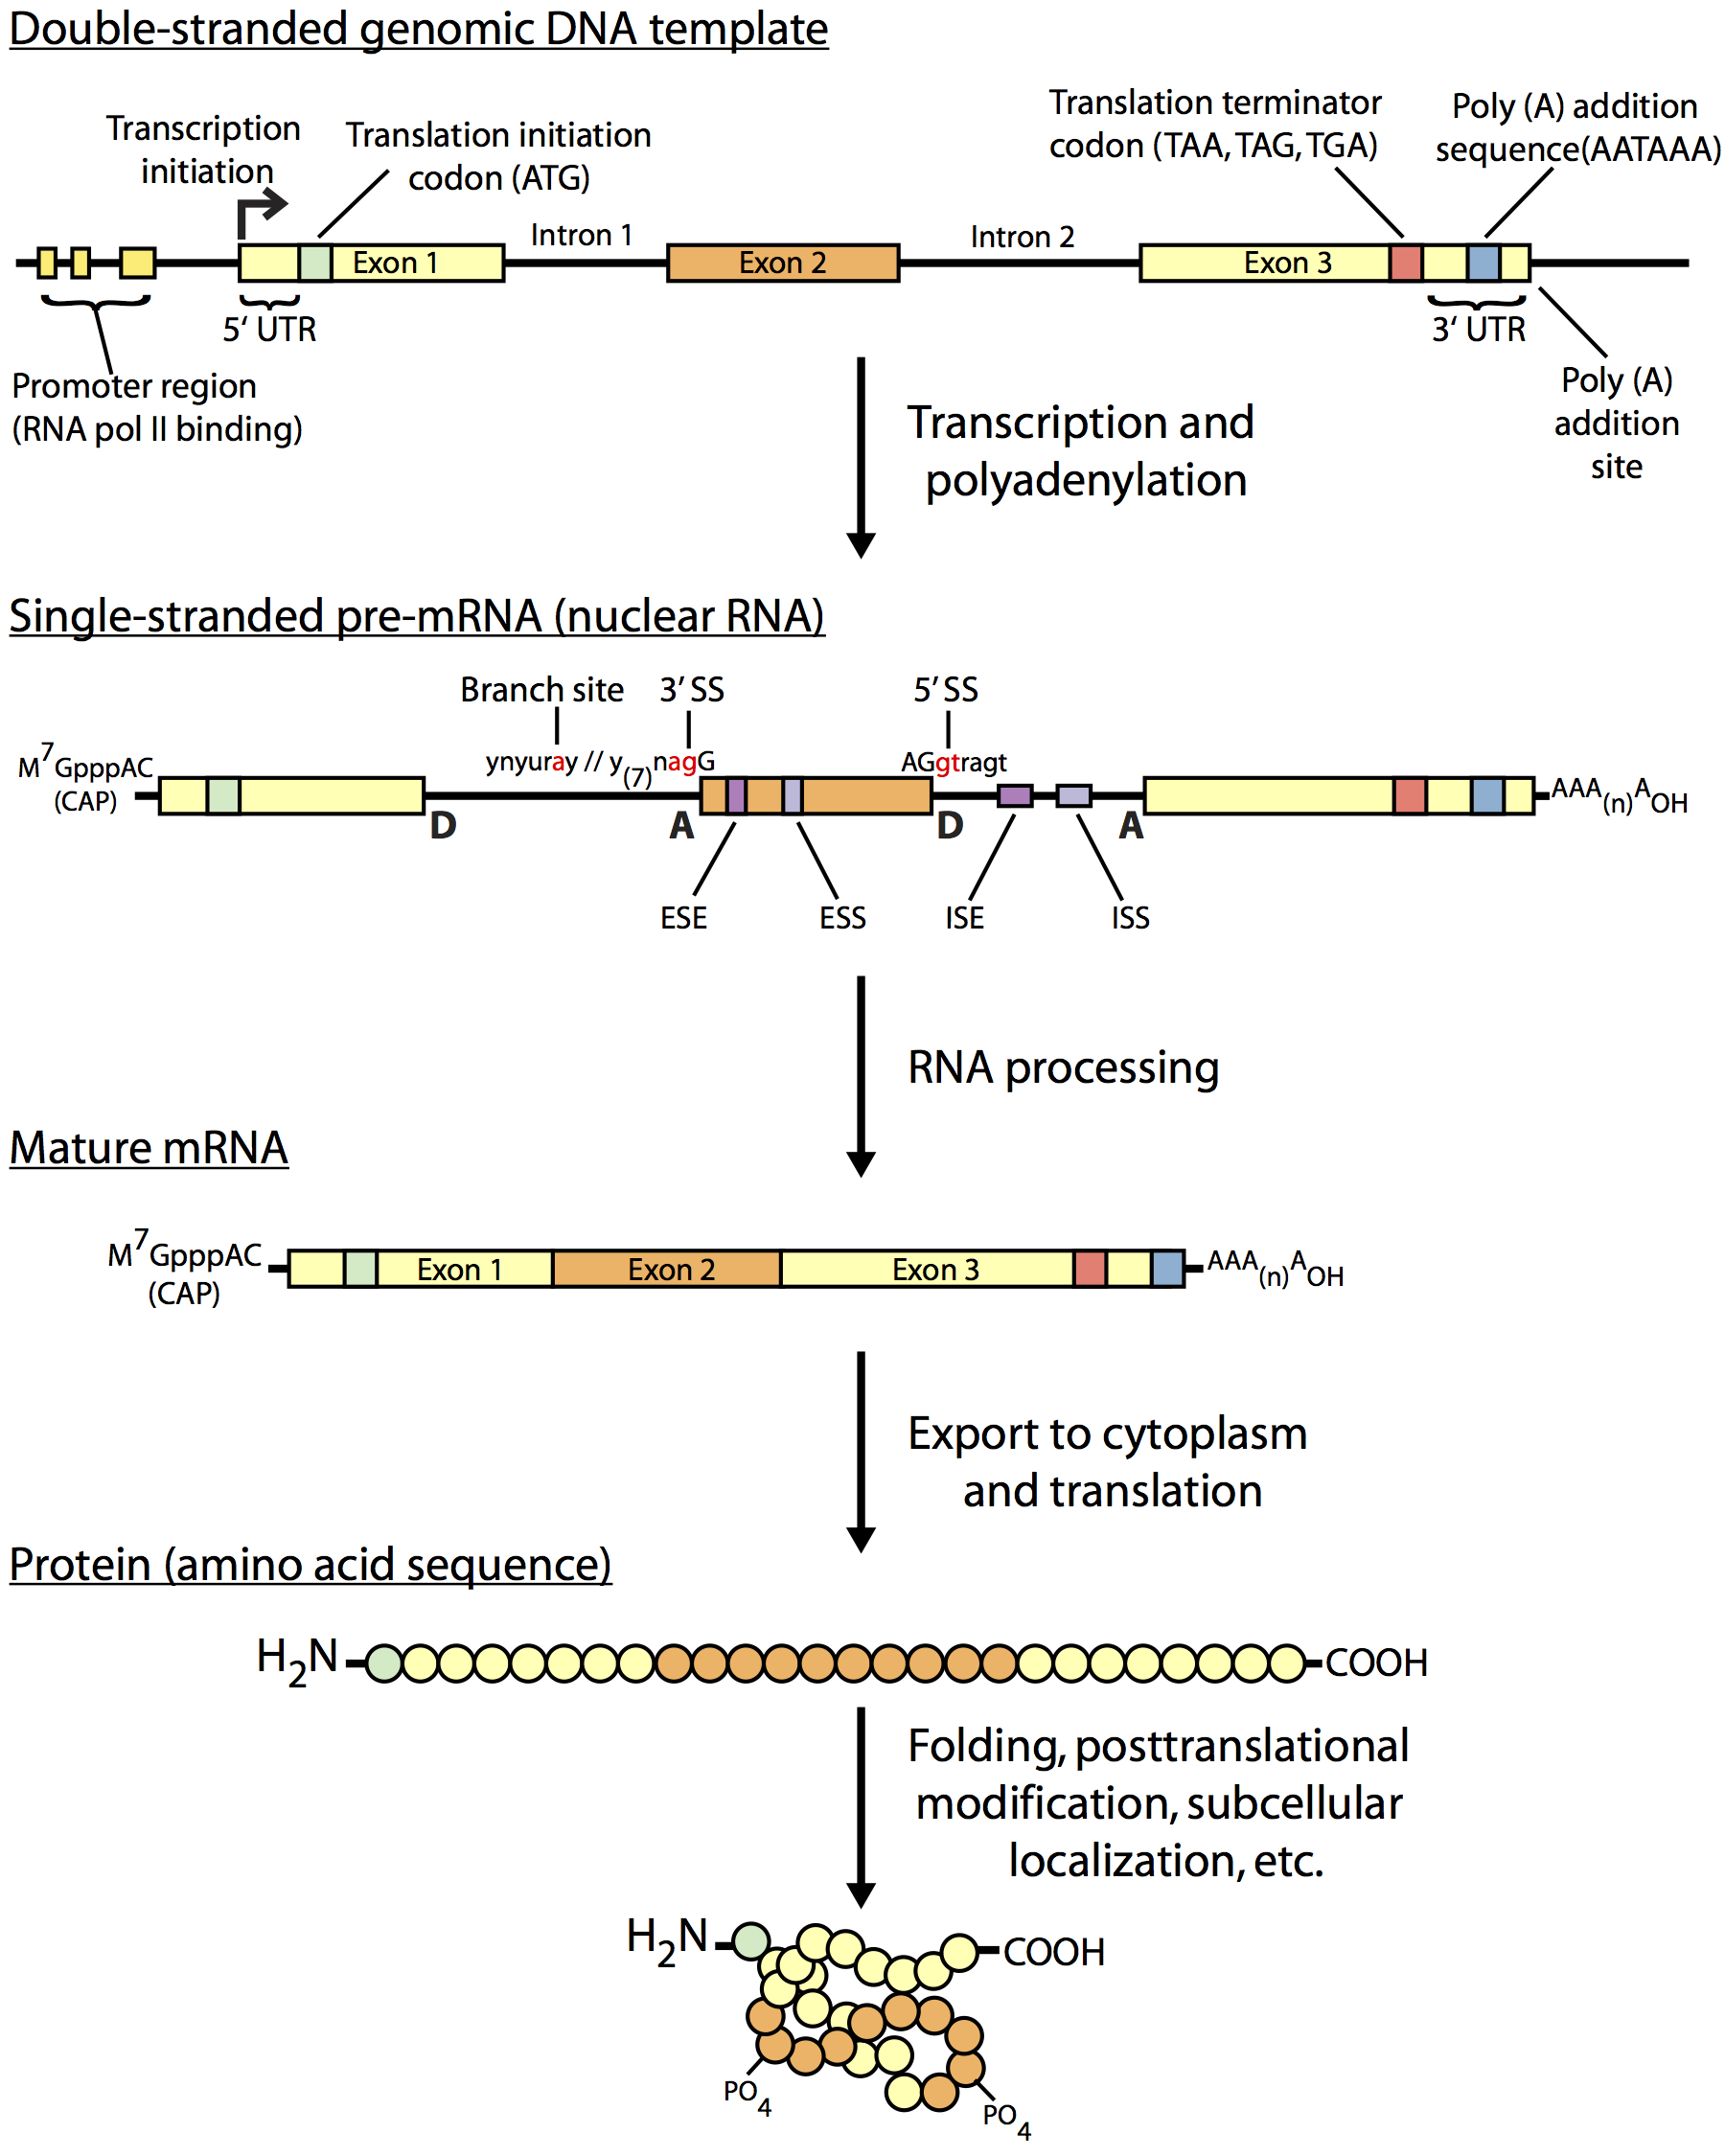 Double-stranded genomic DNA template
Transcription
initiation
Translation initiation
codon (ATG)
Translation terminator
codon (TAA, TAG, TGA)
Poly (A) addition
sequence(AATAAA)
Exon 1
Intron 1
Exon 2
Intron 2
Exon 3
5‘ UTR
3‘ UTR
Promoter region
(RNA pol II binding)
Poly (A)
addition
site
Transcription and
polyadenylation
Single-stranded pre-mRNA (nuclear RNA)
Branch site
3’ SS
5’ SS
M7GpppAC
(CAP)
ynyuray // y(7)nagG
AGgtragt
AAA(n)AOH
D
A
D
A
ESE
ESS
ISE
ISS
RNA processing
Mature mRNA
M7GpppAC
(CAP)
Exon 1
Exon 2
Exon 3
AAA(n)AOH
Export to cytoplasm
and translation
Protein (amino acid sequence)
H2N
COOH
Folding, posttranslational
modification, subcellular
localization, etc.
H2N
COOH
PO4
PO4